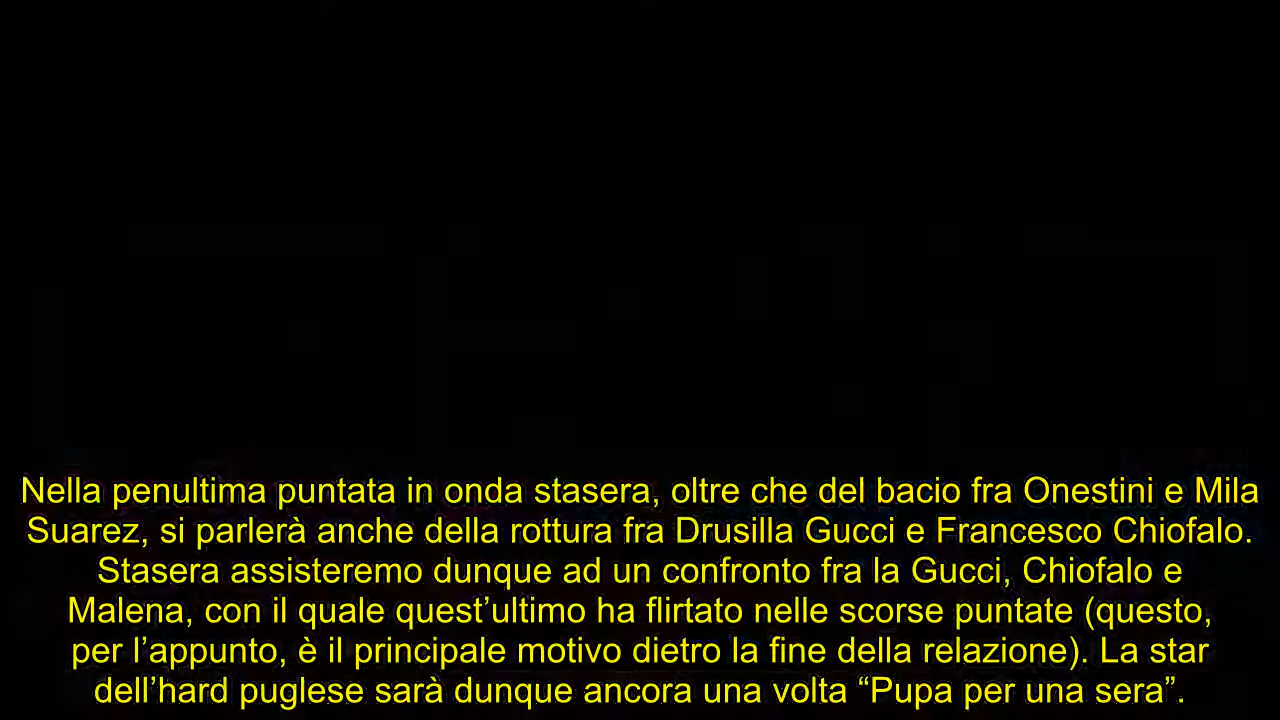 Nella penultima puntata in onda stasera, oltre che del bacio fra Onestini e Mila
Suarez, si parlerà anche della rottura fra Drusilla Gucci e Francesco Chiofalo.
Stasera assisteremo dunque ad un confronto fra la Gucci, Chiofalo e
Malena, con il quale quest’ultimo ha flirtato nelle scorse puntate (questo,
per l’appunto, è il principale motivo dietro la fine della relazione). La star
dell’hard puglese sarà dunque ancora una volta “Pupa per una sera”.